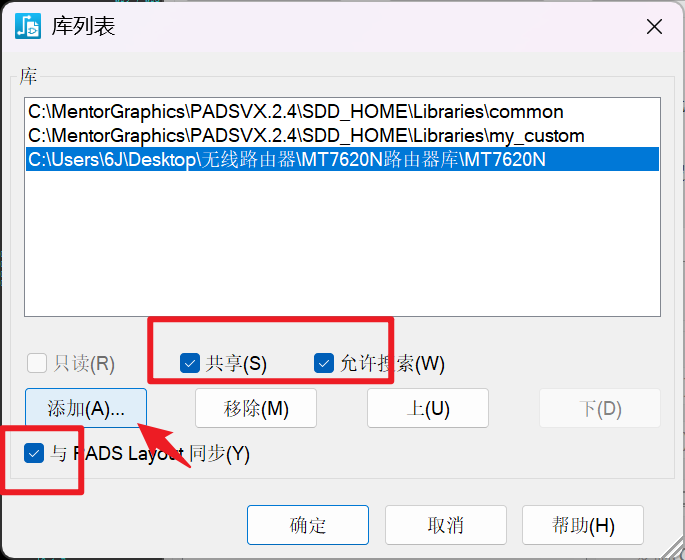 库列表
库
C:\MentorGraphics\PADSVX.2.4\SDD_HOME\Libraries\common
C:\MentorGraphics\PADSVX.2.4\SDD_HOME\Libraries\my_custom
C:\Users\6J\Desktop\无线路由器\MT7620N路由器库\MT7620N
只读(R) 共享(S) 允许搜索(W)
添加(A)... 移除(M) 上(U) 下(D)
与 PADS Layout 同步(Y)
确定 取消 帮助(H)